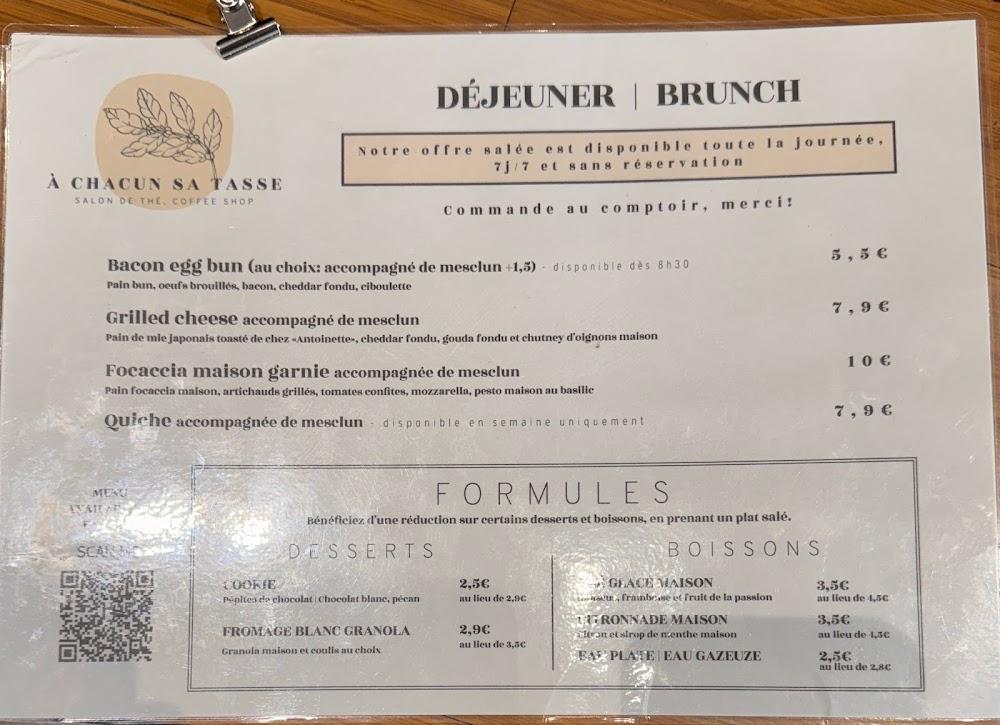 À CHACUN SA TASSE
SALON DE THÉ, COFFEE SHOP
DÉJEUNER | BRUNCH
Notre offre salée est disponible toute la journée,
7j/7 et sans réservation
Commande au comptoir, merci!
Bacon egg bun (au choix: accompagné de mesclun +1,5) - disponible dès 8h30 5,5€
Pain bun, oeufs brouillés, bacon, cheddar fondu, ciboulette
Grilled cheese accompagné de mesclun 7,9€
Pain de mie japonais toasté de chez «Antoinette», cheddar fondu, gouda fondu et chutney d'oignons maison
Focaccia maison garnie accompagnée de mesclun 10€
Pain focaccia maison, artichauds grillés, tomates confites, mozzarella, pesto maison au basilic
Quiche accompagnée de mesclun - disponible en semaine uniquement 7,9€
MENU
FORMULES
Bénéficiez d'une réduction sur certains desserts et boissons, en prenant un plat salé.
DESSERTS
COOKIE 2,5€
Pépites de chocolat | Chocolat blanc, pécan au lieu de 2,9€
FROMAGE BLANC GRANOLA 2,9€
au lieu de 3,5€
Granola maison et coulis au choix
BOISSONS
GLACE MAISON 3,5€
framboise et fruit de la passion au lieu de 4,5€
CITRONNADE MAISON 3,5€
Citron et sirop de menthe maison au lieu de 4,5€
EAU PLATE | EAU GAZEUZE 2,5€
au lieu de 2,8€